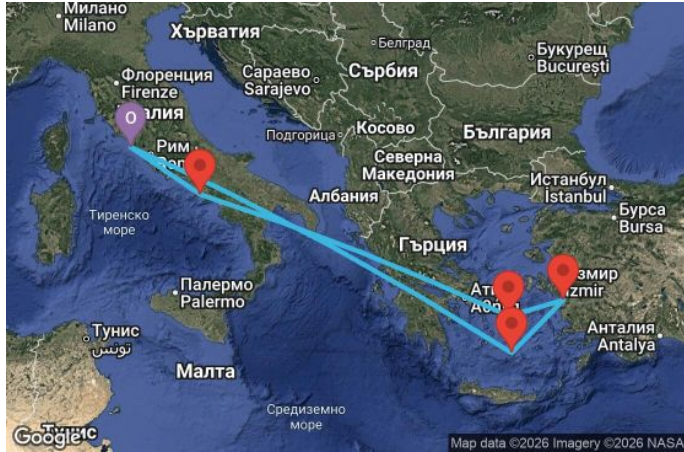 Милано
Milano
Хърватия
Белград
Букурещ
București
Флоренция
Firenze
Сараево
Sarajevo
Сърбия
Подгорица
Косово
България
О
Рим
Северна
Македония
Истанбул
İstanbul
Албания
Бурса
Bursa
Тиренско
море
Гърция
Палермо
Palermo
змир
Izmir
Анталия
Antalya
Тунис
تونس
Малта
Средиземно
море
Google
Map data ©2026 Imagery ©2026 NASA